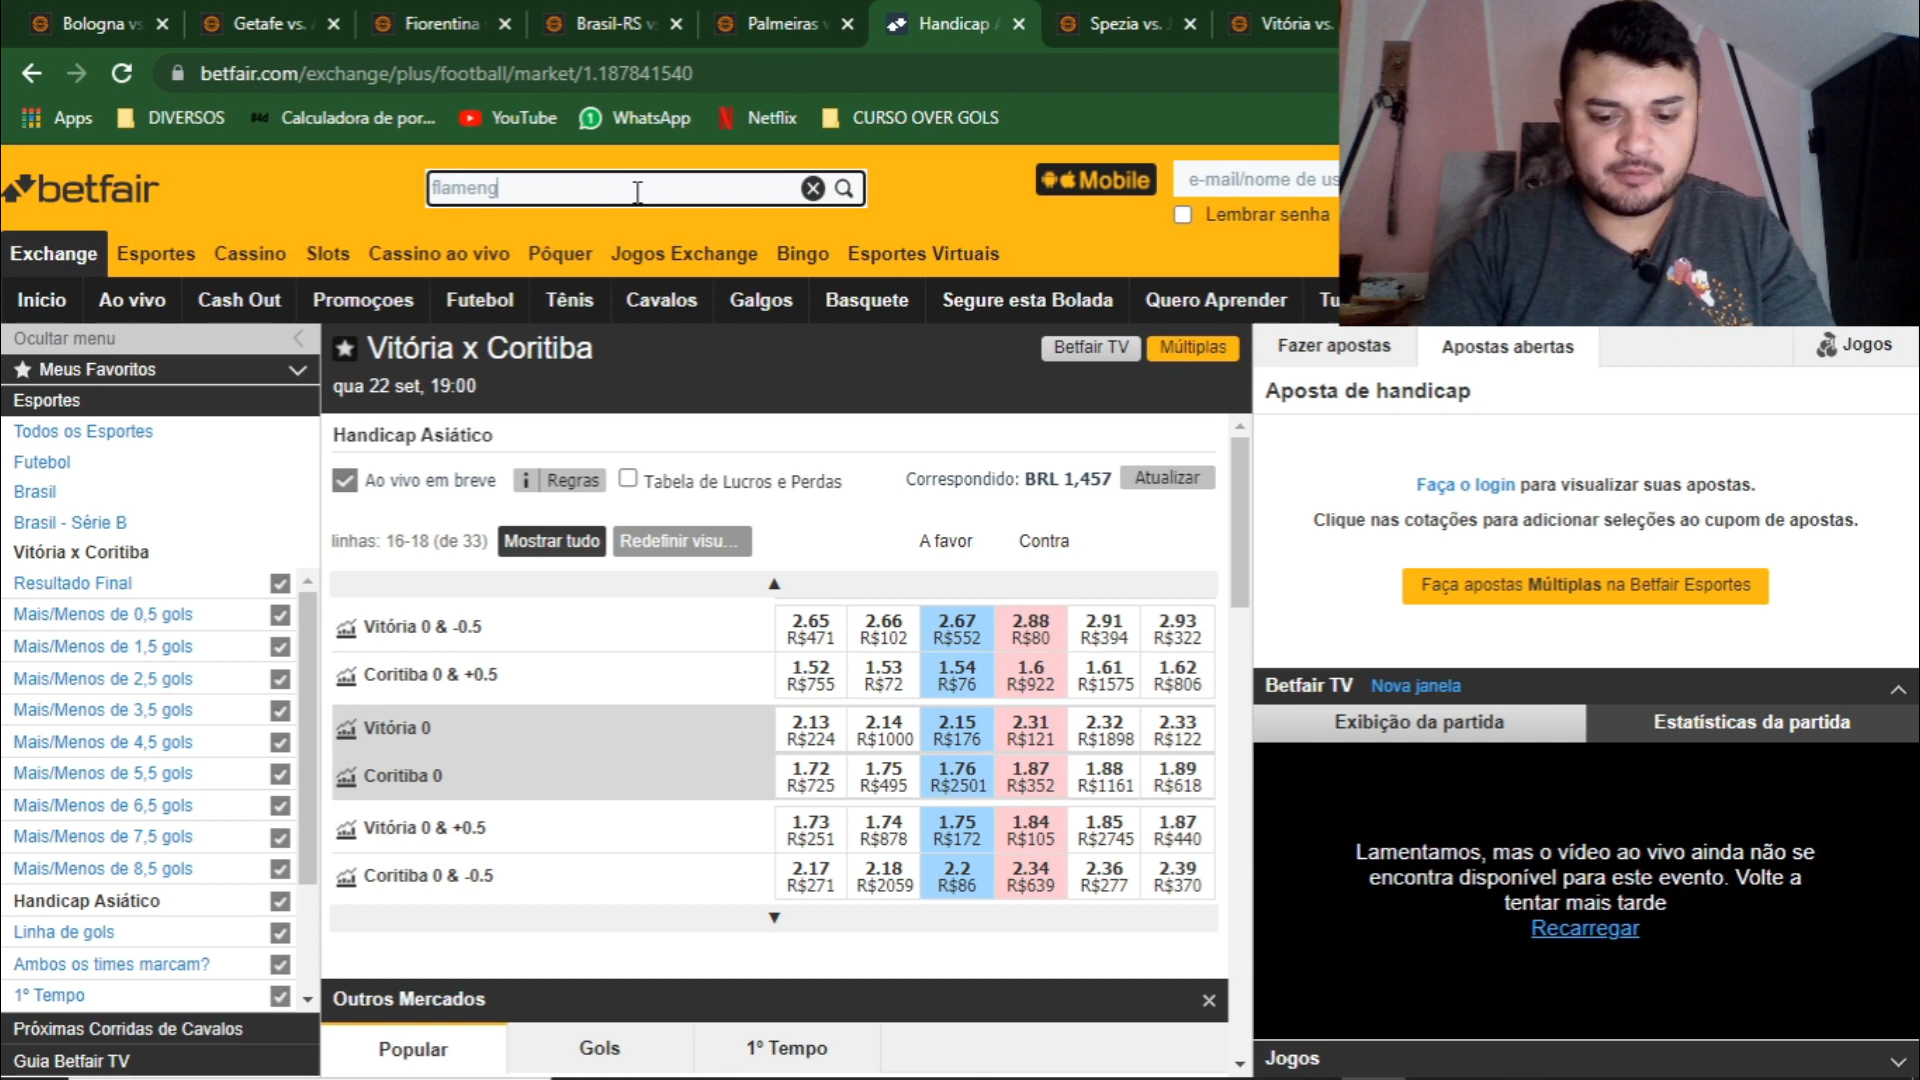 Bologna vs
Getafe vs.
Fiorentina
Brasil-RS v
Palmeiras v
Handicap
Spezia vs.
Vitória vs.
betfair.com/exchange/plus/football/market/1.187841540
Apps
DIVERSOS
Calculadora de por...
YouTube
WhatsApp
Netflix
CURSO OVER GOLS
betfair
flameng
Mobile
e-mail/nome de us
Lembrar senha
Exchange Esportes Cassino Slots Cassino ao vivo Pôquer Jogos Exchange Bingo Esportes Virtuais
Início Ao vivo Cash Out Promoçoes Futebol Tênis Cavalos Galgos Basquete Segure esta Bolada Quero Aprender Tu
Ocultar menu
Meus Favoritos
Esportes
Todos os Esportes
Futebol
Brasil
Brasil - Série B
Vitória x Coritiba
Resultado Final
Mais/Menos de 0,5 gols
Mais/Menos de 1,5 gols
Mais/Menos de 2,5 gols
Mais/Menos de 3,5 gols
Mais/Menos de 4,5 gols
Mais/Menos de 5,5 gols
Mais/Menos de 6,5 gols
Mais/Menos de 7,5 gols
Mais/Menos de 8,5 gols
Handicap Asiático
Linha de gols
Ambos os times marcam?
1º Tempo
Próximas Corridas de Cavalos
Guia Betfair TV
Vitória x Coritiba
Betfair TV
Múltiplas
qua 22 set, 19:00
Handicap Asiático
Ao vivo em breve
i Regras
Tabela de Lucros e Perdas
Correspondido: BRL 1,457
Atualizar
linhas: 16-18 (de 33)
Mostrar tudo
Redefinir visu...
A favor
Contra
Vitória 0 & -0.5
2.65 2.66 2.67 2.88 2.91 2.93
R$471 R$102 R$552 R$80 R$394 R$322
Coritiba 0 & +0.5
1.52 1.53 1.54 1.6 1.61 1.62
R$755 R$72 R$76 R$922 R$1575 R$806
Vitória 0
2.13 2.14 2.15 2.31 2.32 2.33
R$224 R$1000 R$176 R$121 R$1898 R$122
Coritiba 0
1.72 1.75 1.76 1.87 1.88 1.89
R$725 R$495 R$2501 R$352 R$1161 R$618
Vitória 0 & +0.5
1.73 1.74 1.75 1.84 1.85 1.87
R$251 R$878 R$172 R$105 R$2745 R$440
Coritiba 0 & -0.5
2.17 2.18 2.2 2.34 2.36 2.39
R$271 R$2059 R$86 R$639 R$277 R$370
Outros Mercados
Popular
Gols
1º Tempo
Fazer apostas
Apostas abertas
Jogos
Aposta de handicap
Faça o login para visualizar suas apostas.
Clique nas cotações para adicionar seleções ao cupom de apostas.
Faça apostas Múltiplas na Betfair Esportes
Betfair TV
Nova janela
Exibição da partida
Estatísticas da partida
Lamentamos, mas o vídeo ao vivo ainda não se
encontra disponível para este evento. Volte a
tentar mais tarde
Recarregar
Jogos